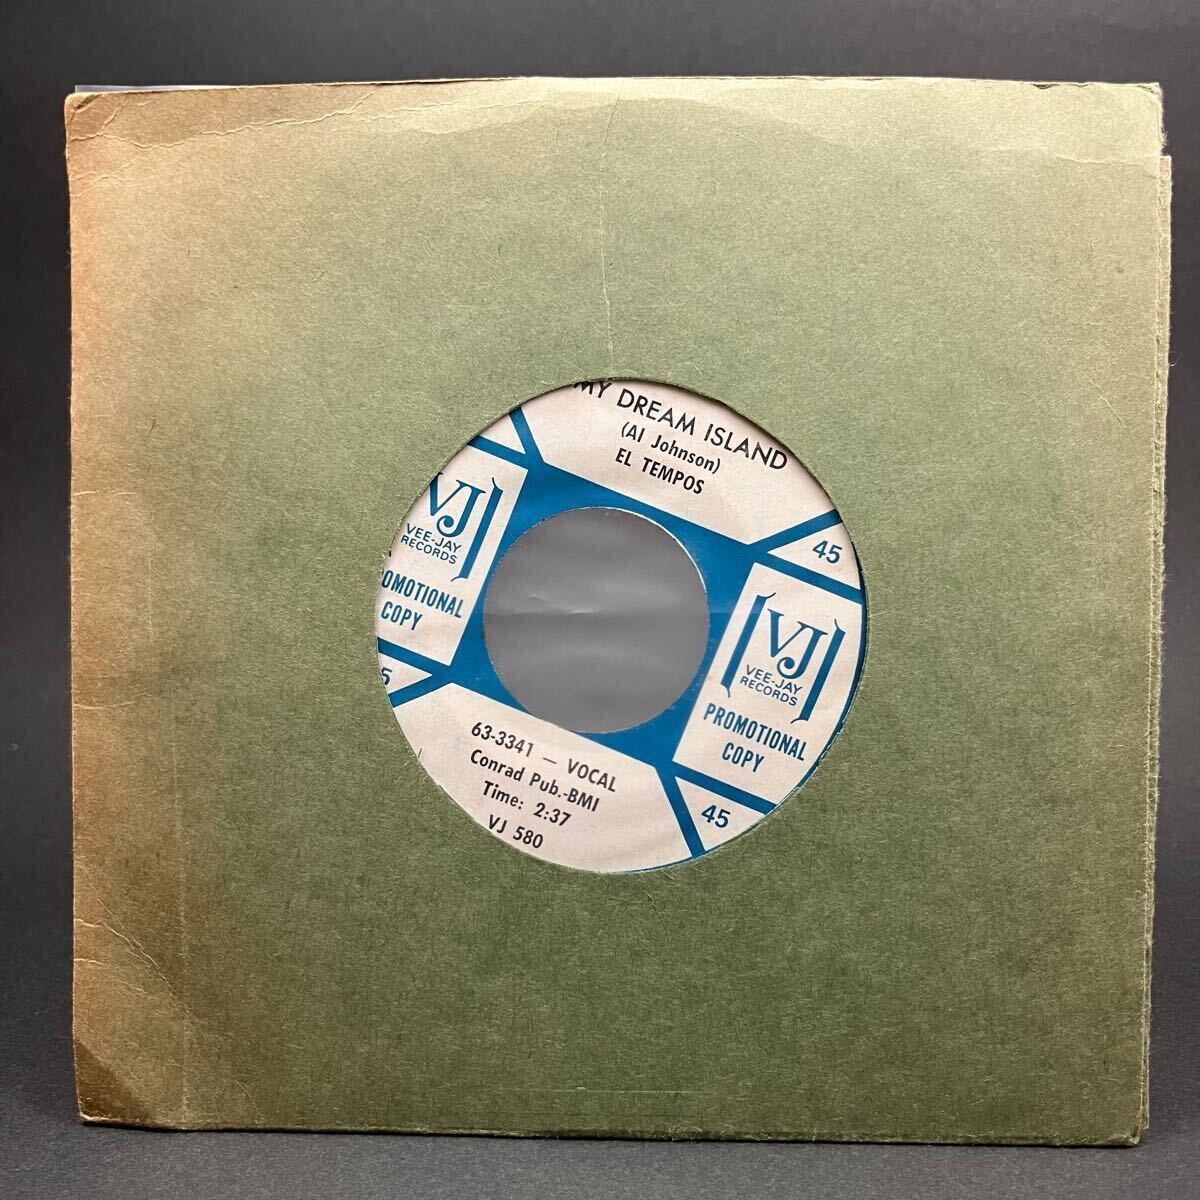 MY DREAM ISLAND
(Al Johnson)
EL TEMPOS
VJ
VEE-JAY
RECORDS
PROMOTIONAL
COPY
45
VJ
VEE-JAY
RECORDS
PROMOTIONAL
COPY
45
63-3341 — VOCAL
Conrad Pub.-BMI
Time: 2:37
VJ 580